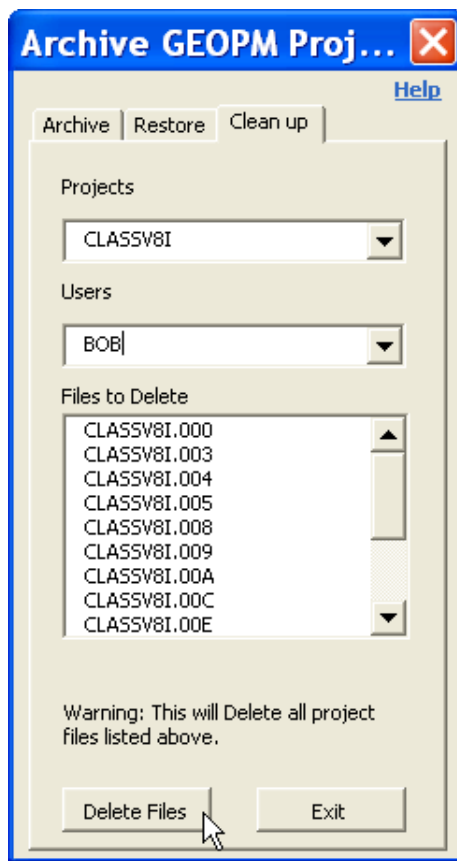 Archive GEOPM Proj...
Help
Archive Restore Clean up
Projects
CLASSV8I
Users
BOB
Files to Delete
CLASSV8I.000
CLASSV8I.003
CLASSV8I.004
CLASSV8I.005
CLASSV8I.008
CLASSV8I.009
CLASSV8I.00A
CLASSV8I.00C
CLASSV8I.00E
Warning: This will Delete all project
files listed above.
Delete Files Exit